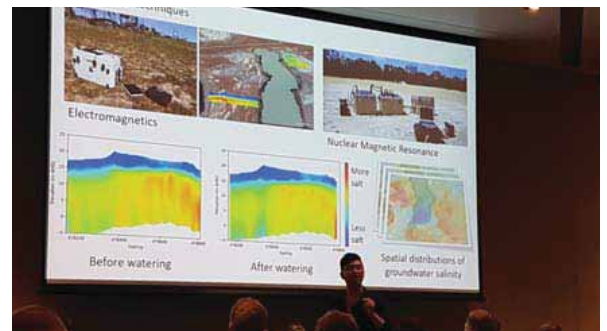 Electromagnetics
Nuclear Magnetic Resonance
More
salt
Less
salt
Before watering
After watering
Spatial distributions of
groundwater salinity